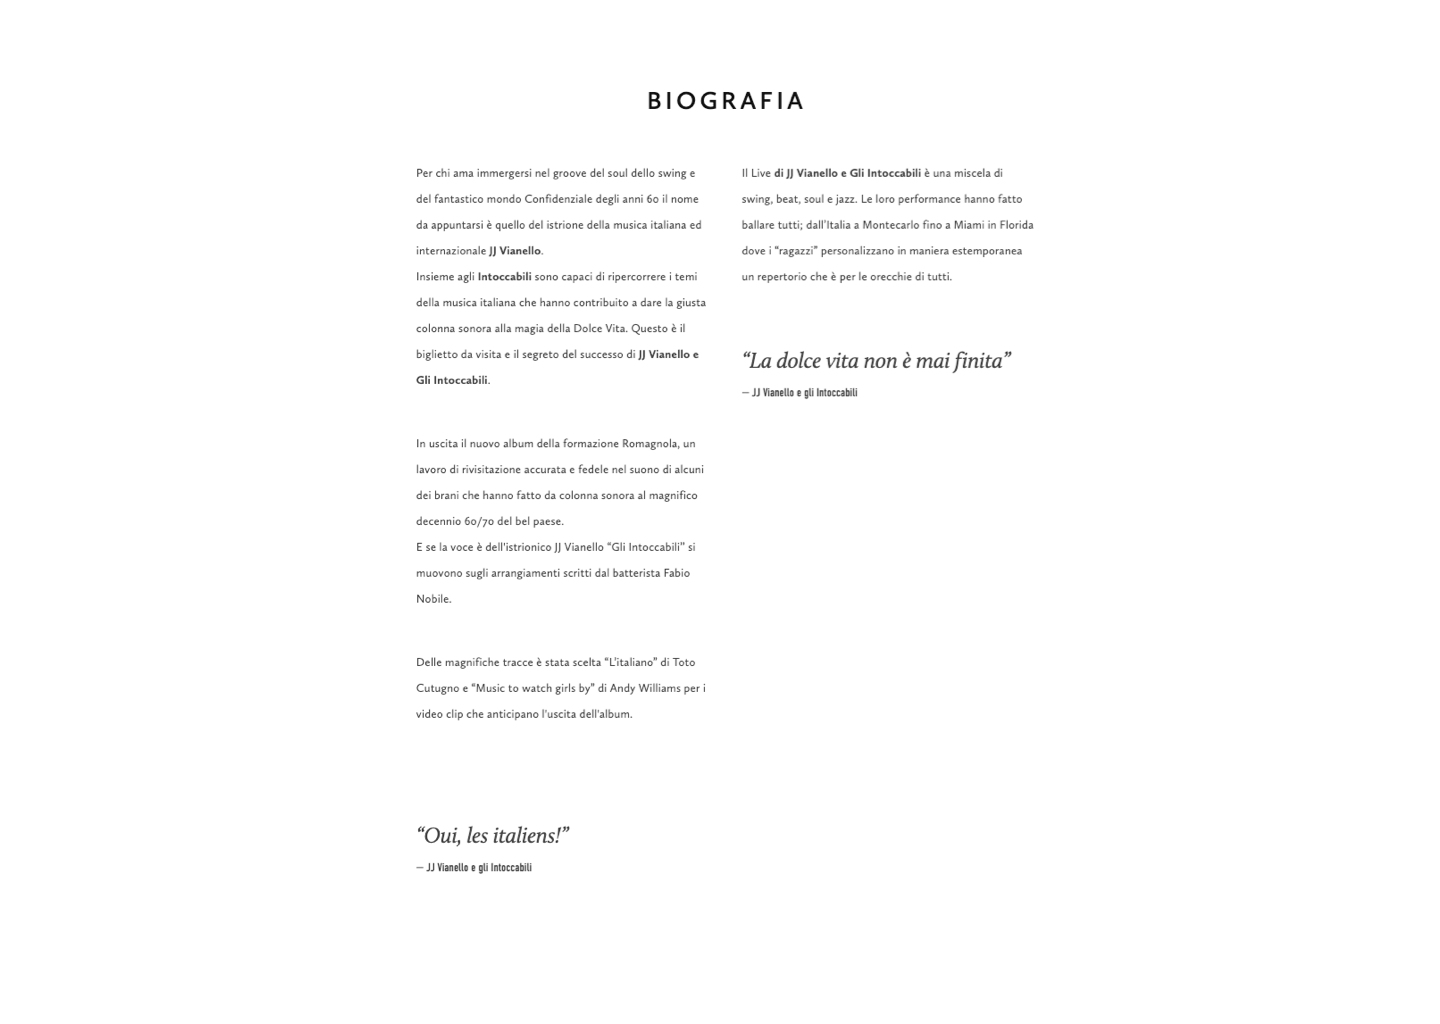 BIOGRAFIA
Per chi ama immergersi nel groove del soul dello swing e
del fantastico mondo Confidenziale degli anni 60 il nome
da appuntarsi è quello del istrione della musica italiana ed
internazionale JJ Vianello.
Insieme agli Intoccabili sono capaci di ripercorrere i temi
della musica italiana che hanno contribuito a dare la giusta
colonna sonora alla magia della Dolce Vita. Questo è il
biglietto da visita e il segreto del successo di JJ Vianello e
Gli Intoccabili.
In uscita il nuovo album della formazione Romagnola, un
lavoro di rivisitazione accurata e fedele nel suono di alcuni
dei brani che hanno fatto da colonna sonora al magnifico
decennio 60/70 del bel paese.
E se la voce è dell'istrionico JJ Vianello “Gli Intoccabili” si
muovono sugli arrangiamenti scritti dal batterista Fabio
Nobile.
Delle magnifiche tracce è stata scelta “L’italiano” di Toto
Cutugno e “Music to watch girls by” di Andy Williams per i
video clip che anticipano l'uscita dell'album.
“Oui, les italiens!”
— JJ Vianello e gli Intoccabili
Il Live di JJ Vianello e Gli Intoccabili è una miscela di
swing, beat, soul e jazz. Le loro performance hanno fatto
ballare tutti; dall’Italia a Montecarlo fino a Miami in Florida
dove i “ragazzi” personalizzano in maniera estemporanea
un repertorio che è per le orecchie di tutti.
“La dolce vita non è mai finita”
— JJ Vianello e gli Intoccabili